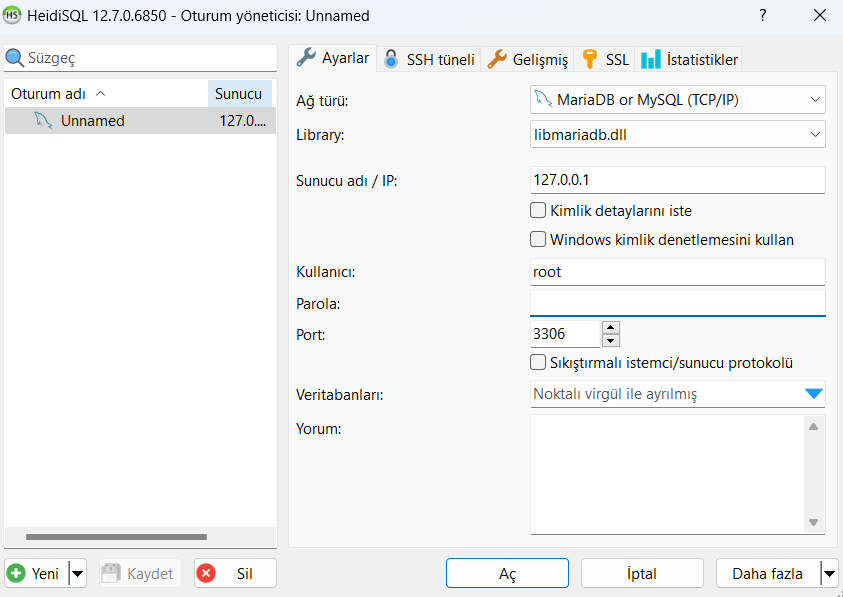 HS HeidiSQL 12.7.0.6850 - Oturum yöneticisi: Unnamed ?
Süzgeç
Oturum adı Sunucu
Unnamed 127.0....
Ayarlar SSH tüneli Gelişmiş SSL İstatistikler
Ağ türü: MariaDB or MySQL (TCP/IP)
Library: libmariadb.dll
Sunucu adı / IP: 127.0.0.1
Kimlik detaylarını iste
Windows kimlik denetlemesini kullan
Kullanıcı: root
Parola:
Port: 3306
Sıkıştırmalı istemci/sunucu protokolü
Veritabanları: Noktalı virgül ile ayrılmış
Yorum:
Yeni Kaydet Sil Aç İptal Daha fazla